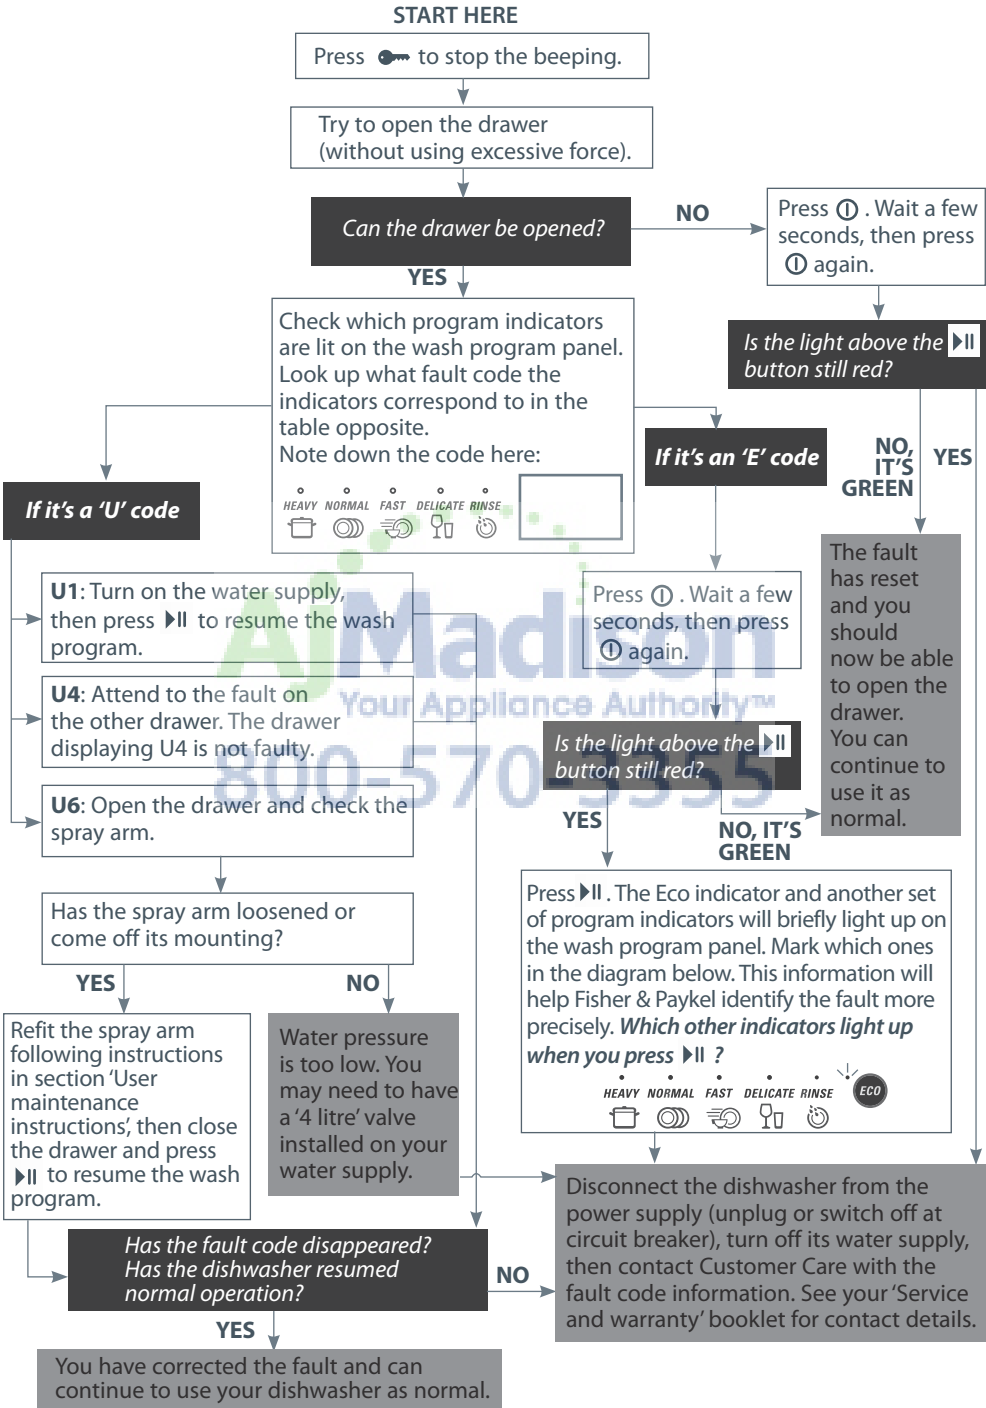 START HERE
Press to stop the beeping.
Try to open the drawer
(without using excessive force).
Can the drawer be opened?
NO
Press . Wait a few
seconds, then press
again.
YES
Check which program indicators
are lit on the wash program panel.
Look up what fault code the
indicators correspond to in the
table opposite.
Note down the code here:
HEAVY NORMAL FAST DELICATE RINSE
Is the light above the
button still red?
NO,
IT'S
GREEN
YES
If it's a 'U' code
If it's an 'E' code
The fault
has reset
and you
should
now be able
to open the
drawer.
You can
continue to
use it as
normal.
U1: Turn on the water supply,
then press to resume the wash
program.
U4: Attend to the fault on
the other drawer. The drawer
displaying U4 is not faulty.
U6: Open the drawer and check the
spray arm.
Press . Wait a few
seconds, then press
again.
Is the light above the
button still red?
YES
NO, IT'S
GREEN
AjMadison
Your Appliance Authority™
800-570-3355
Has the spray arm loosened or
come off its mounting?
YES
NO
Refit the spray arm
following instructions
in section 'User
maintenance
instructions', then close
the drawer and press
to resume the wash
program.
Water pressure
is too low. You
may need to have
a '4 litre' valve
installed on your
water supply.
Press . The Eco indicator and another set
of program indicators will briefly light up on
the wash program panel. Mark which ones
in the diagram below. This information will
help Fisher & Paykel identify the fault more
precisely. Which other indicators light up
when you press ?
HEAVY NORMAL FAST DELICATE RINSE ECO
Disconnect the dishwasher from the
power supply (unplug or switch off at
circuit breaker), turn off its water supply,
then contact Customer Care with the
fault code information. See your 'Service
and warranty' booklet for contact details.
Has the fault code disappeared?
Has the dishwasher resumed
normal operation?
NO
YES
You have corrected the fault and can
continue to use your dishwasher as normal.